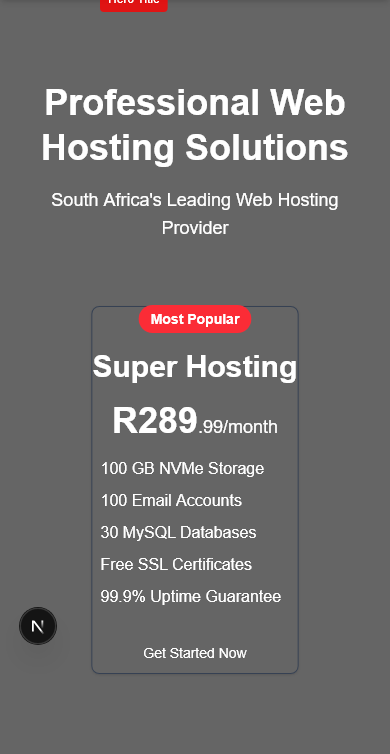 Hero Title
Professional Web
Hosting Solutions
South Africa's Leading Web Hosting
Provider
Most Popular
Super Hosting
R289.99/month
100 GB NVMe Storage
100 Email Accounts
30 MySQL Databases
Free SSL Certificates
99.9% Uptime Guarantee
N
Get Started Now